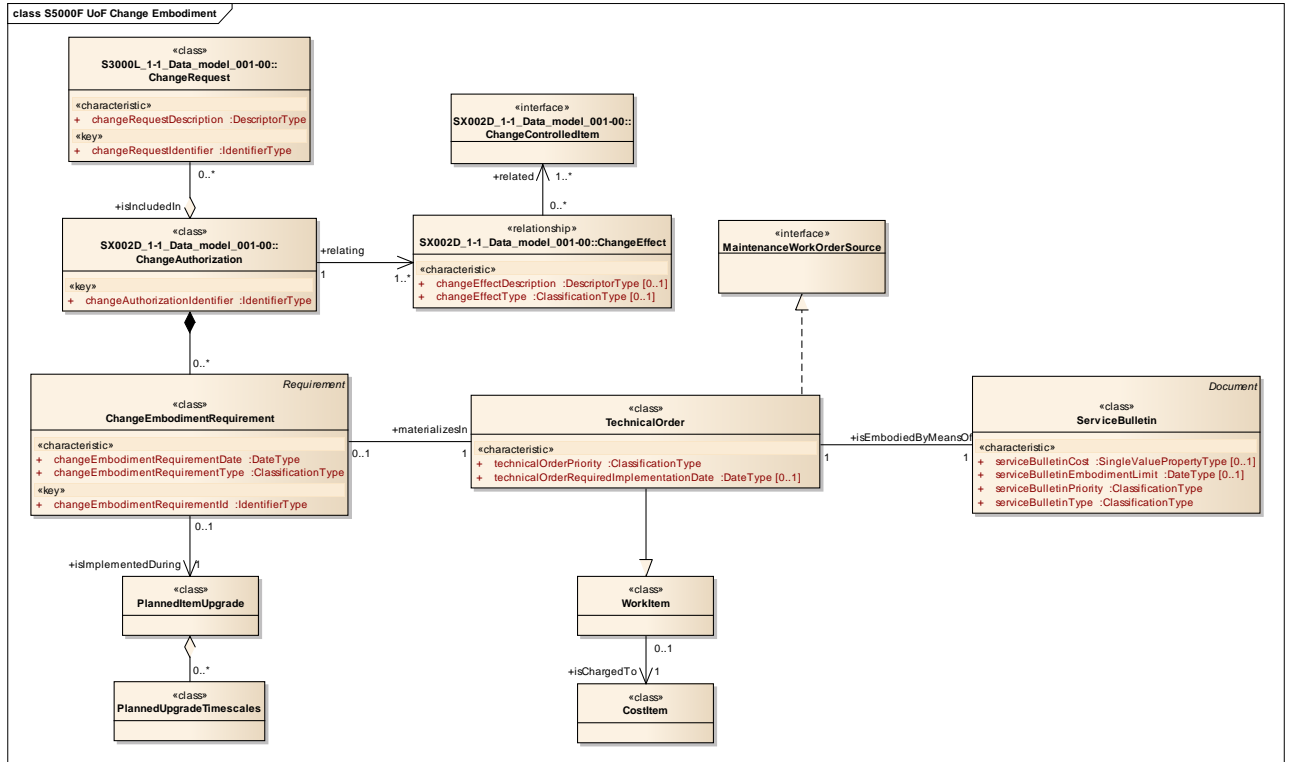 class S5000F UoF Change Embodiment
«class»
S3000L_1-1_Data_model_001-00::
ChangeRequest
«characteristic»
+ changeRequestDescription :DescriptorType
«key»
+ changeRequestIdentifier :IdentifierType
0..*
+isIncludedIn
«class»
SX002D_1-1_Data_model_001-00::
ChangeAuthorization
«key»
+ changeAuthorizationIdentifier :IdentifierType
+relating
1
1..*
«interface»
SX002D_1-1_Data_model_001-00::
ChangeControlledItem
+related
1..*
0..*
«relationship»
SX002D_1-1_Data_model_001-00::ChangeEffect
«characteristic»
+ changeEffectDescription :DescriptorType [0..1]
+ changeEffectType :ClassificationType [0..1]
«interface»
MaintenanceWorkOrderSource
0..*
Requirement
«class»
ChangeEmbodimentRequirement
«characteristic»
+ changeEmbodimentRequirementDate :DateType
+ changeEmbodimentRequirementType :ClassificationType
«key»
+ changeEmbodimentRequirementId :IdentifierType
+materializesIn
0..1
1
«class»
TechnicalOrder
«characteristic»
+ technicalOrderPriority :ClassificationType
+ technicalOrderRequiredImplementationDate :DateType [0..1]
+isEmbodiedByMeansOf
1
1
Document
«class»
ServiceBulletin
«characteristic»
+ serviceBulletinCost :SingleValuePropertyType [0..1]
+ serviceBulletinEmbodimentLimit :DateType [0..1]
+ serviceBulletinPriority :ClassificationType
+ serviceBulletinType :ClassificationType
0..1
+isImplementedDuring
1
«class»
PlannedItemUpgrade
0..*
«class»
PlannedUpgradeTimescales
«class»
WorkItem
0..1
+isChargedTo
1
«class»
CostItem